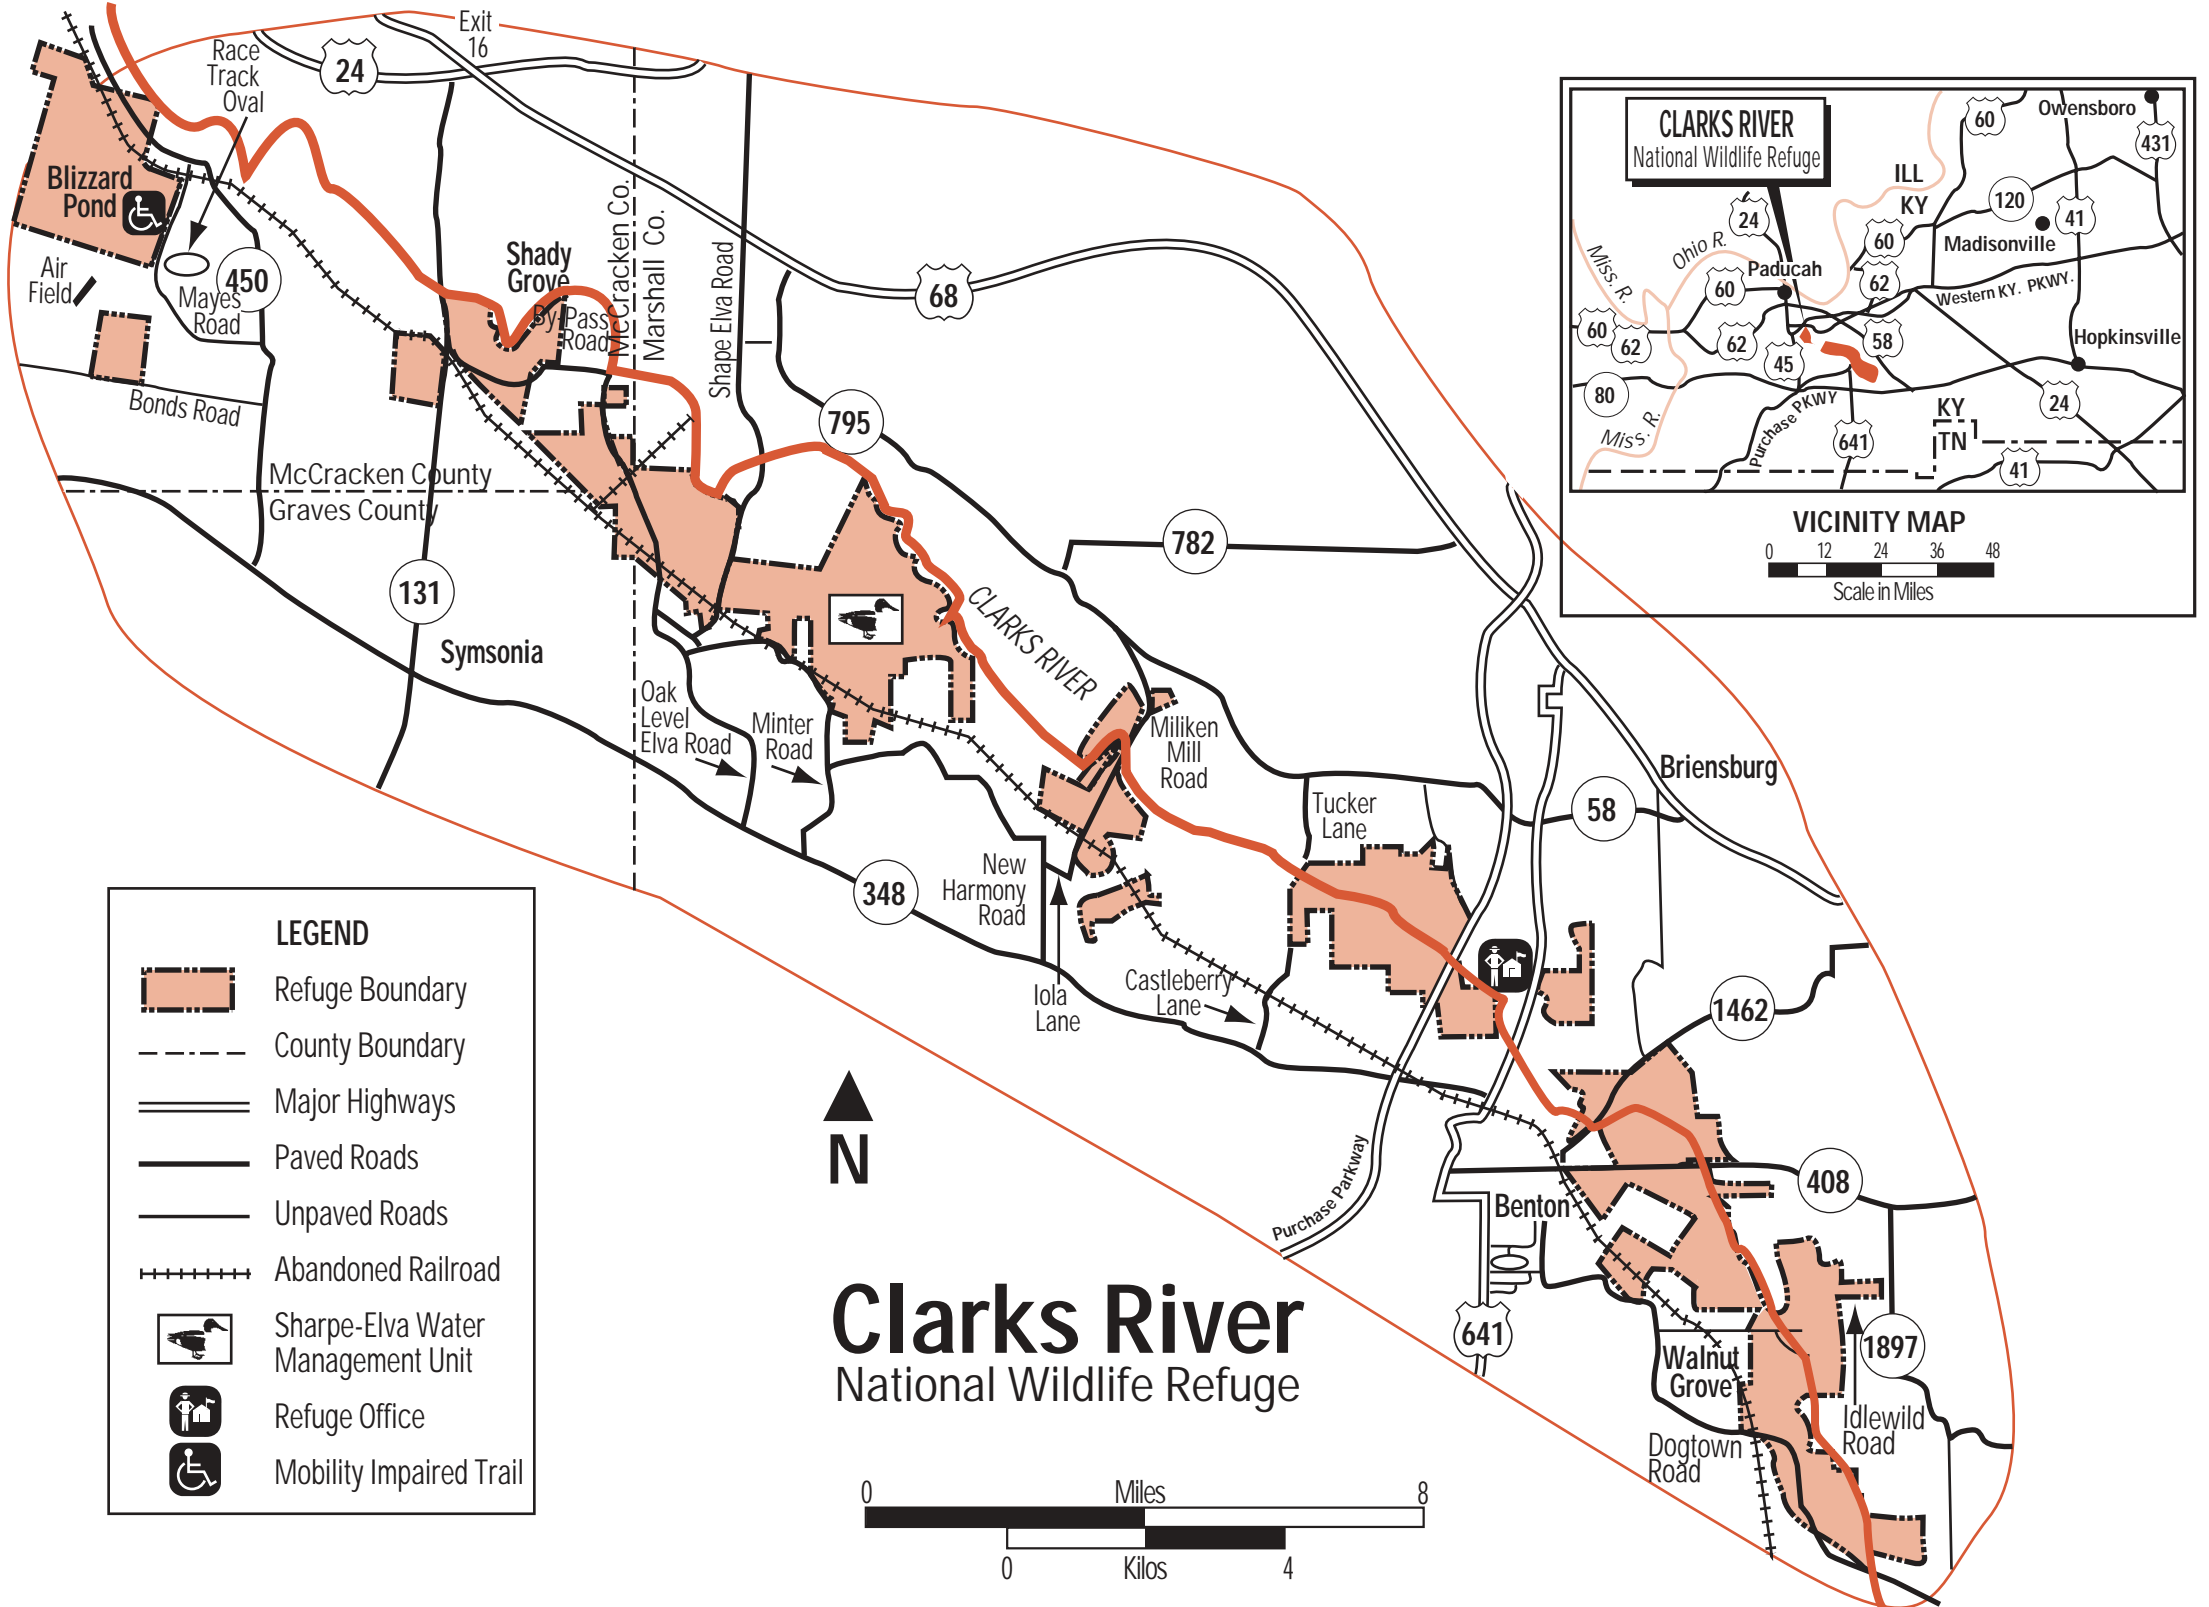 Exit
16
24
Race
Track
Oval
Blizzard
Pond
Air
Field
450
Mayes
Road
Bonds Road
Shady
Grove
By-Pass
Road
McCracken Co.
Marshall Co.
Shape Elva Road
68
795
McCracken County
Graves County
131
Symsonia
782
CLARKS RIVER
Oak
Level
Elva Road
Minter
Road
Miliken
Mill
Road
Tucker
Lane
58
Briensburg
348
New
Harmony
Road
Iola
Lane
Castleberry
Lane
1462
Purchase Parkway
408
Benton
641
Walnut
Grove
1897
Idlewild
Road
Dogtown
Road
CLARKS RIVER
National Wildlife Refuge
60
Owensboro
431
ILL
KY
120
41
24
60
Madisonville
Miss. R.
Ohio R.
Paducah
60
62
Western KY. PKWY.
60
62
62
58
Hopkinsville
45
80
Purchase PKWY
KY
TN
24
Miss. R.
641
41
VICINITY MAP
0 12 24 36 48
Scale in Miles
LEGEND
Refuge Boundary
County Boundary
Major Highways
Paved Roads
Unpaved Roads
Abandoned Railroad
Sharpe-Elva Water
Management Unit
Refuge Office
Mobility Impaired Trail
N
Clarks River
National Wildlife Refuge
0 Miles 8
0 Kilos 4